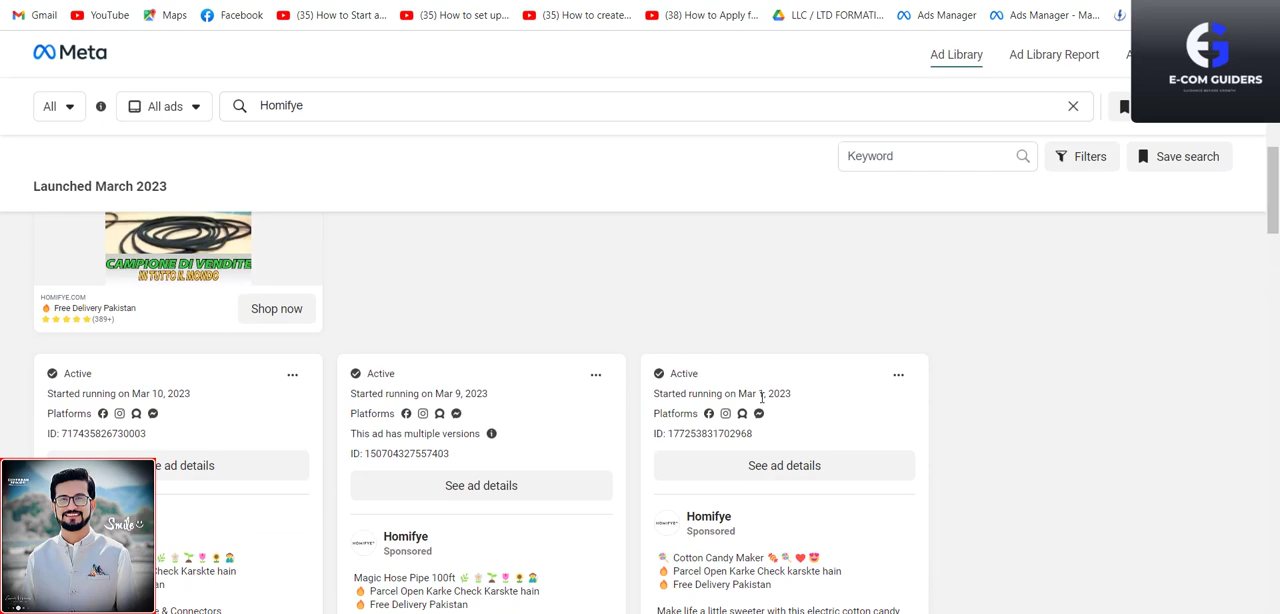 Gmail
YouTube
Maps
Facebook
(35) How to Start a...
(35) How to set up...
(35) How to create...
(38) How to Apply f...
LLC / LTD FORMATI...
Ads Manager
Ads Manager - Ma...
Meta
Ad Library
Ad Library Report
A
E-COM GUIDERS
GUIDANCE BEFORE GROWTH
All
All ads
Homifye
Keyword
Filters
Save search
Launched March 2023
CAMPIONE DI VENDITE
IN TUTTO IL MONDO
HOMIFYE.COM
Free Delivery Pakistan
(389+)
Shop now
Active
Started running on Mar 10, 2023
Platforms
ID: 717435826730003
e ad details
Check Karskte hain
an
e & Connectors
Smile
Active
Started running on Mar 9, 2023
Platforms
This ad has multiple versions
ID: 150704327557403
See ad details
HOMIFYE
Homifye
Sponsored
Magic Hose Pipe 100ft
Parcel Open Karke Check Karskte hain
Free Delivery Pakistan
Active
Started running on Mar 1, 2023
Platforms
ID: 177253831702968
See ad details
HOMIFYE
Homifye
Sponsored
Cotton Candy Maker
Parcel Open Karke Check karskte hain
Free Delivery Pakistan
Make life a little sweeter with this electric cotton candy